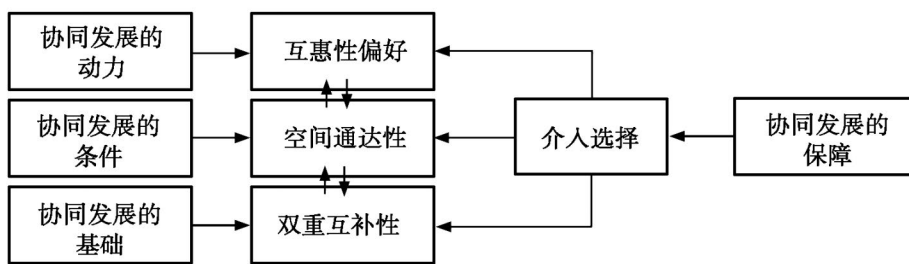 协同发展的
动力
互惠性偏好
协同发展的
条件
空间通达性
介入选择
协同发展的
保障
协同发展的
基础
双重互补性